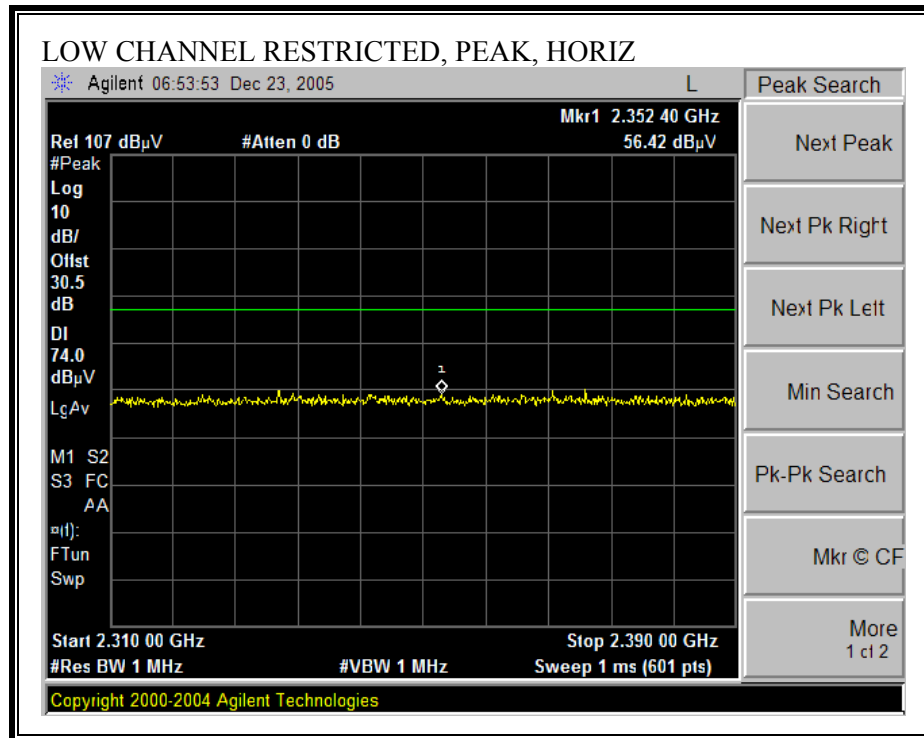 LOW CHANNEL RESTRICTED, PEAK, HORIZ
Agilent 06:53:53 Dec 23, 2005 L
Peak Search
Mkr1 2.352 40 GHz
Ref 107 dBµV #Atten 0 dB 56.42 dBµV
#Peak
Log
10
dB/
Offst
30.5
dB
DI
74.0
dBµV
LgAv
M1 S2
S3 FC
AA
¤(f):
FTun
Swp
1
Start 2.310 00 GHz Stop 2.390 00 GHz
#Res BW 1 MHz #VBW 1 MHz Sweep 1 ms (601 pts)
Copyright 2000-2004 Agilent Technologies
Next Peak
Next Pk Right
Next Pk Left
Min Search
Pk-Pk Search
Mkr © CF
More
1 of 2